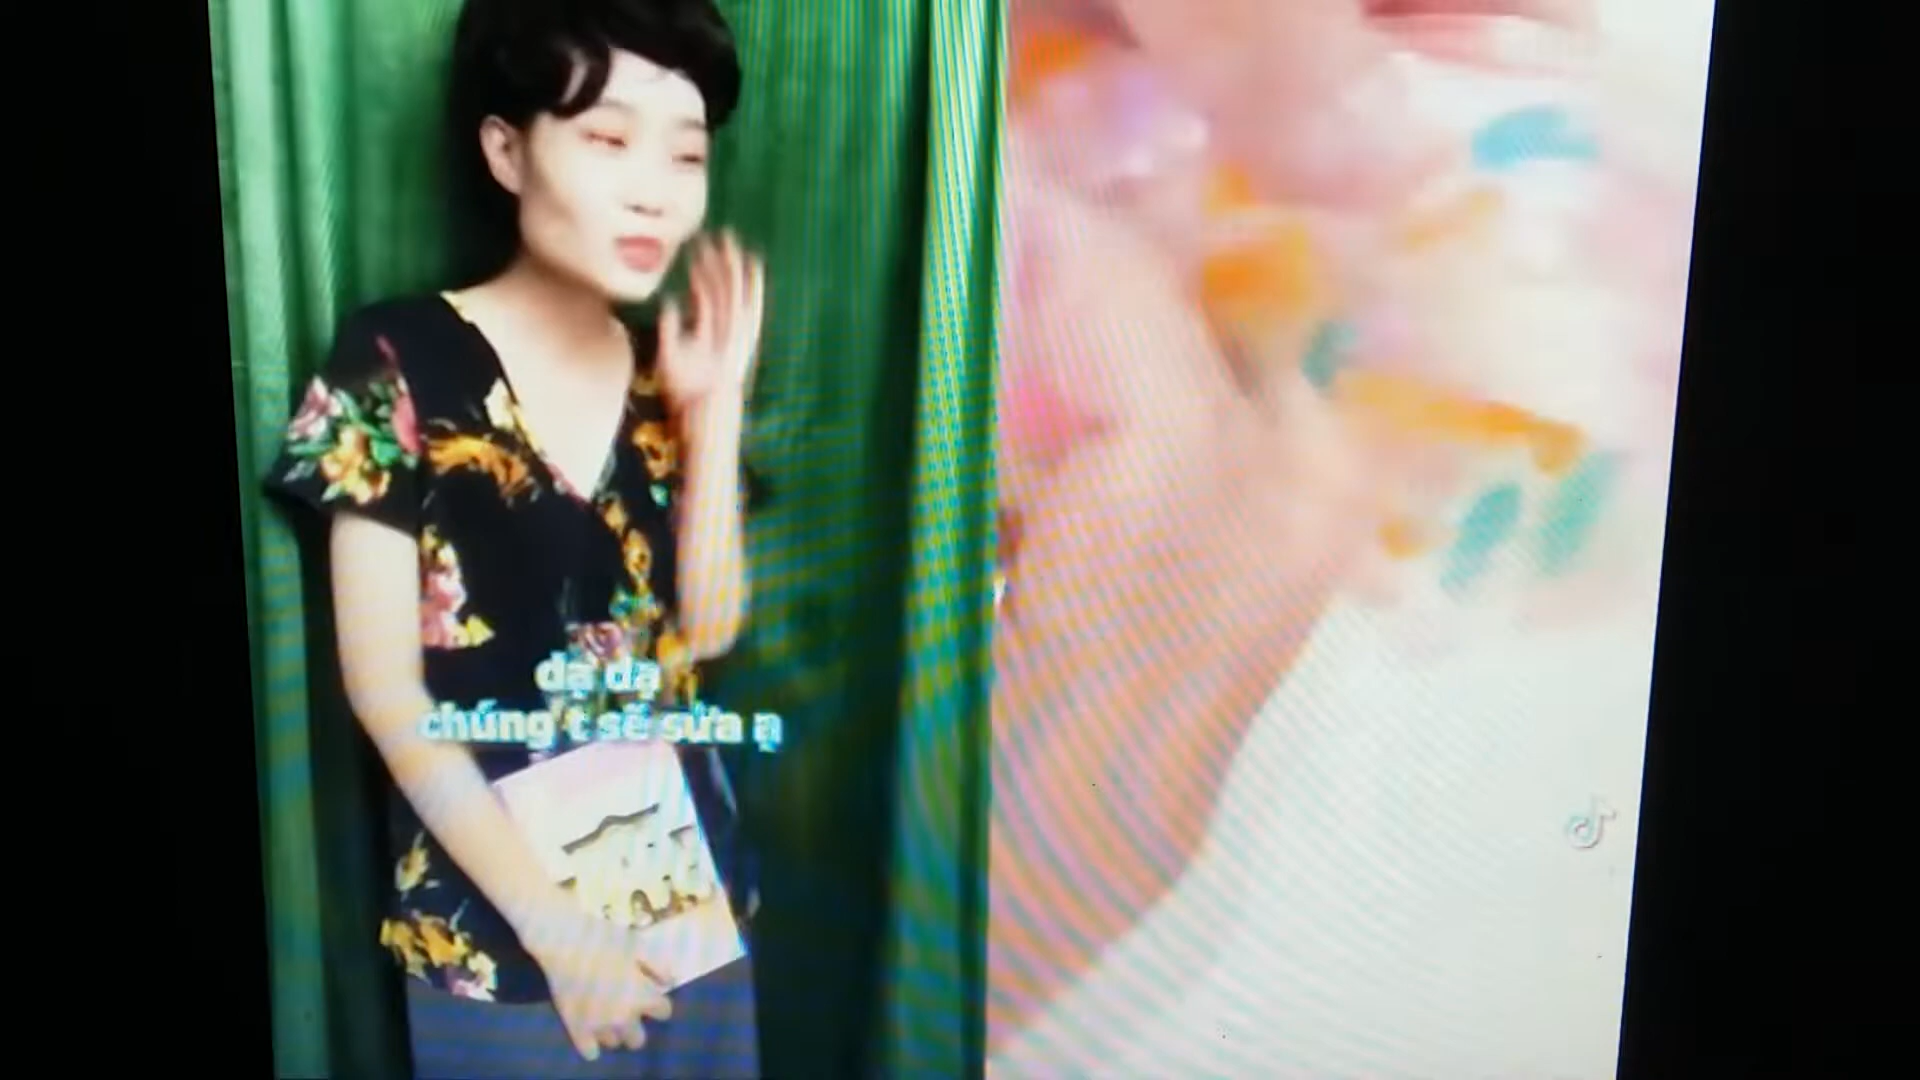 dạ dạ
chúng t sẽ sửa ạ